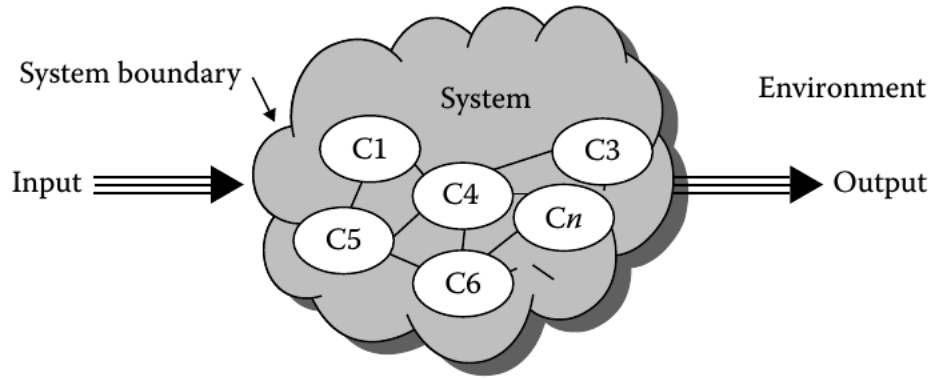 System boundary
System
Environment
C1
C3
Input
C4
Output
Cn
C5
C6